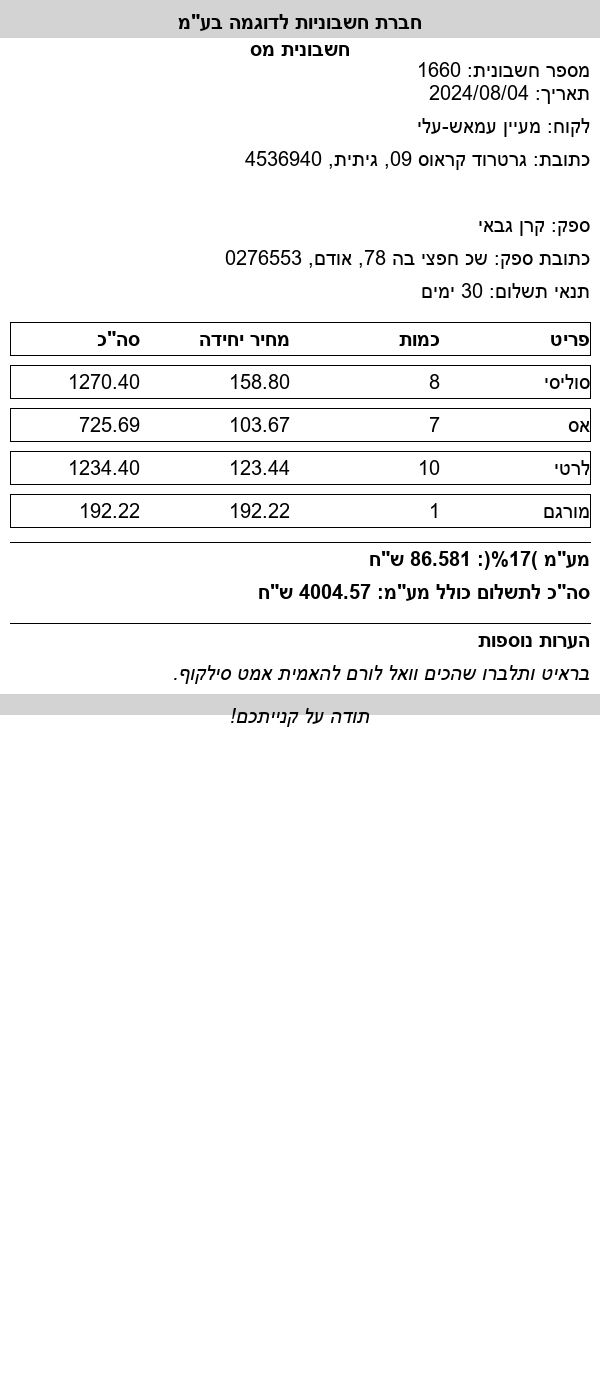 חברת חשבוניות לדוגמה בע"מ
חשבונית מס
מספר חשבונית: 1660
תאריך: 2024/08/04
לקוח: מעיין עמאש-עלי
כתובת: גרטרוד קראוס 09, גיתית, 4536940
ספק: קרן גבאי
כתובת ספק: שכ חפצי בה 78, אודם, 0276553
תנאי תשלום: 30 ימים
פריט כמות מחיר יחידה סה"כ
סוליסי 8 158.80 1270.40
אס 7 103.67 725.69
לרטי 10 123.44 1234.40
מורגם 1 192.22 192.22
מע"מ )17%(: 86.581 ש"ח
סה"כ לתשלום כולל מע"מ: 4004.57 ש"ח
הערות נוספות
בראיט ותלברו שהכים וואל לורם להאמית אמט סילקוף.
תודה על קנייתכם!